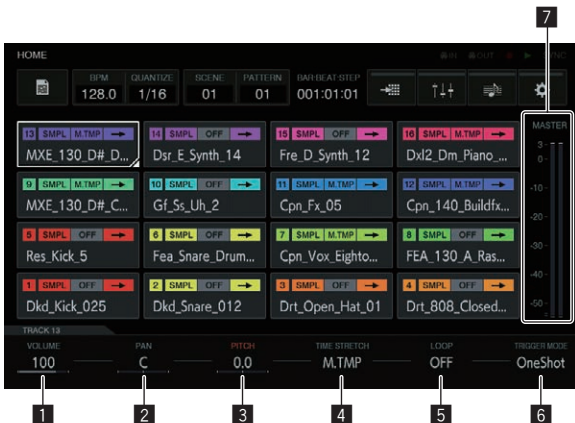 7
HOME
IN OUT SYNC
BPM QUANTIZE SCENE PATTERN BAR:BEAT:STEP
128.0 1/16 01 01 001:01:01
MASTER
13 SMPL M.TMP → 14 SMPL OFF → 15 SMPL OFF → 16 SMPL M.TMP →
MXE_130_D#_D... Dsr_E_Synth_14 Fre_D_Synth_12 Dxl2_Dm_Piano_...
9 SMPL M.TMP → 10 SMPL OFF → 11 SMPL M.TMP → 12 SMPL M.TMP →
MXE_130_D#_C... Gf_Ss_Uh_2 Cpn_Fx_05 Cpn_140_Buildfx...
5 SMPL OFF → 6 SMPL OFF → 7 SMPL M.TMP → 8 SMPL OFF →
Res_Kick_5 Fea_Snare_Drum... Cpn_Vox_Eighto... FEA_130_A_Ras...
1 SMPL OFF → 2 SMPL OFF → 3 SMPL OFF → 4 SMPL OFF →
Dkd_Kick_025 Dkd_Snare_012 Drt_Open_Hat_01 Drt_808_Closed...
3
0
-10
-20
-30
-40
-50
TRACK 13
VOLUME PAN PITCH TIME STRETCH LOOP TRIGGER MODE
100 C 0.0 M.TMP OFF OneShot
1 2 3 4 5 6